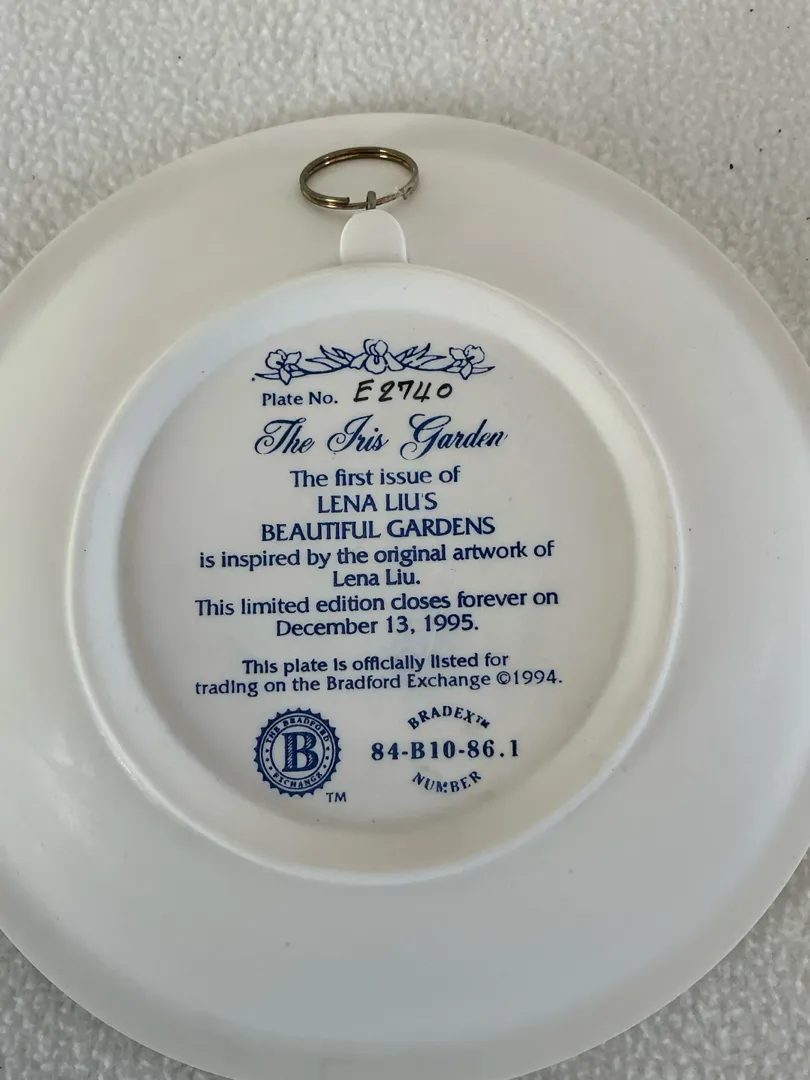 Plate No. E2740
The Iris Garden
The first issue of
LENA LIU'S
BEAUTIFUL GARDENS
is inspired by the original artwork of
Lena Liu.
This limited edition closes forever on
December 13, 1995.
This plate is officially listed for
trading on the Bradford Exchange ©1994.
THE BRADFORD
B
EXCHANGE
TM
BRADEX™
84-B10-86.1
NUMBER